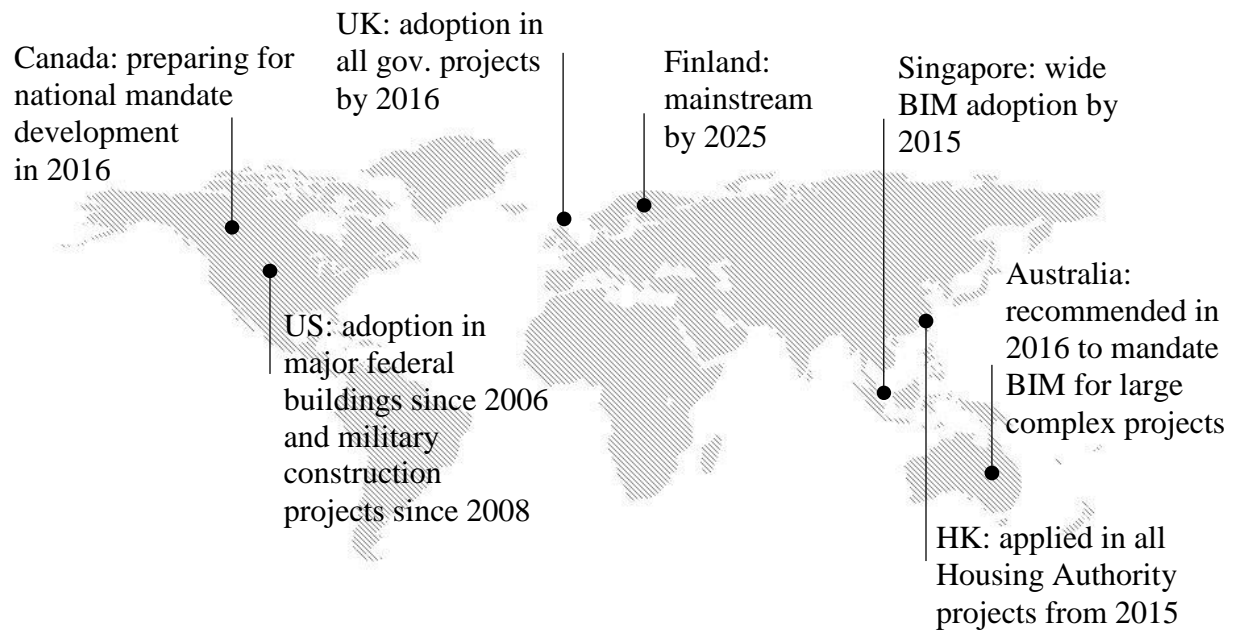 Canada: preparing for
national mandate
development
in 2016
UK: adoption in
all gov. projects
by 2016
Finland:
mainstream
by 2025
Singapore: wide
BIM adoption by
2015
US: adoption in
major federal
buildings since 2006
and military
construction
projects since 2008
Australia:
recommended in
2016 to mandate
BIM for large
complex projects
HK: applied in all
Housing Authority
projects from 2015